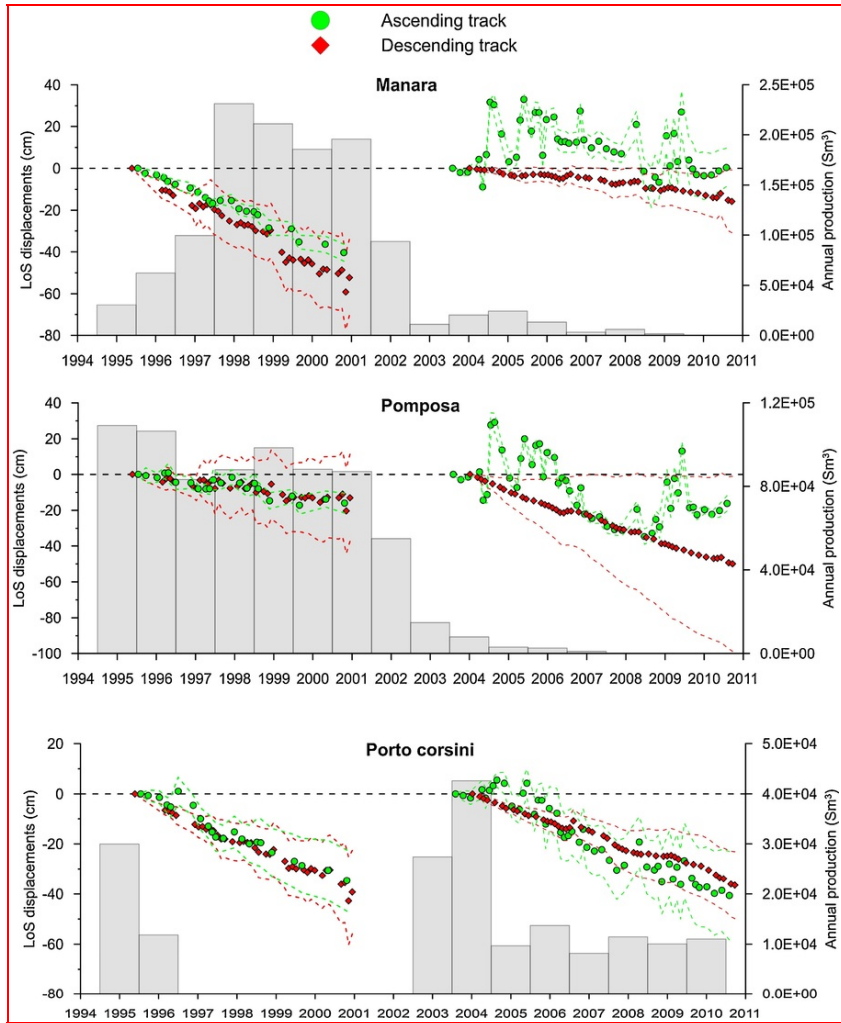 Ascending track
Descending track
Manara
LoS displacements (cm)
40
20
0
-20
-40
-60
-80
Annual production (Sm³)
2.5E+05
2.0E+05
1.5E+05
1.0E+05
5.0E+04
0.0E+00
1994 1995 1996 1997 1998 1999 2000 2001 2002 2003 2004 2005 2006 2007 2008 2009 2010 2011
Pomposa
LoS displacements (cm)
40
20
0
-20
-40
-60
-80
-100
Annual production (Sm³)
1.2E+05
8.0E+04
4.0E+04
0.0E+00
1994 1995 1996 1997 1998 1999 2000 2001 2002 2003 2004 2005 2006 2007 2008 2009 2010 2011
Porto corsini
LoS displacements (cm)
20
0
-20
-40
-60
-80
Annual production (Sm³)
5.0E+04
4.0E+04
3.0E+04
2.0E+04
1.0E+04
0.0E+00
1994 1995 1996 1997 1998 1999 2000 2001 2002 2003 2004 2005 2006 2007 2008 2009 2010 2011